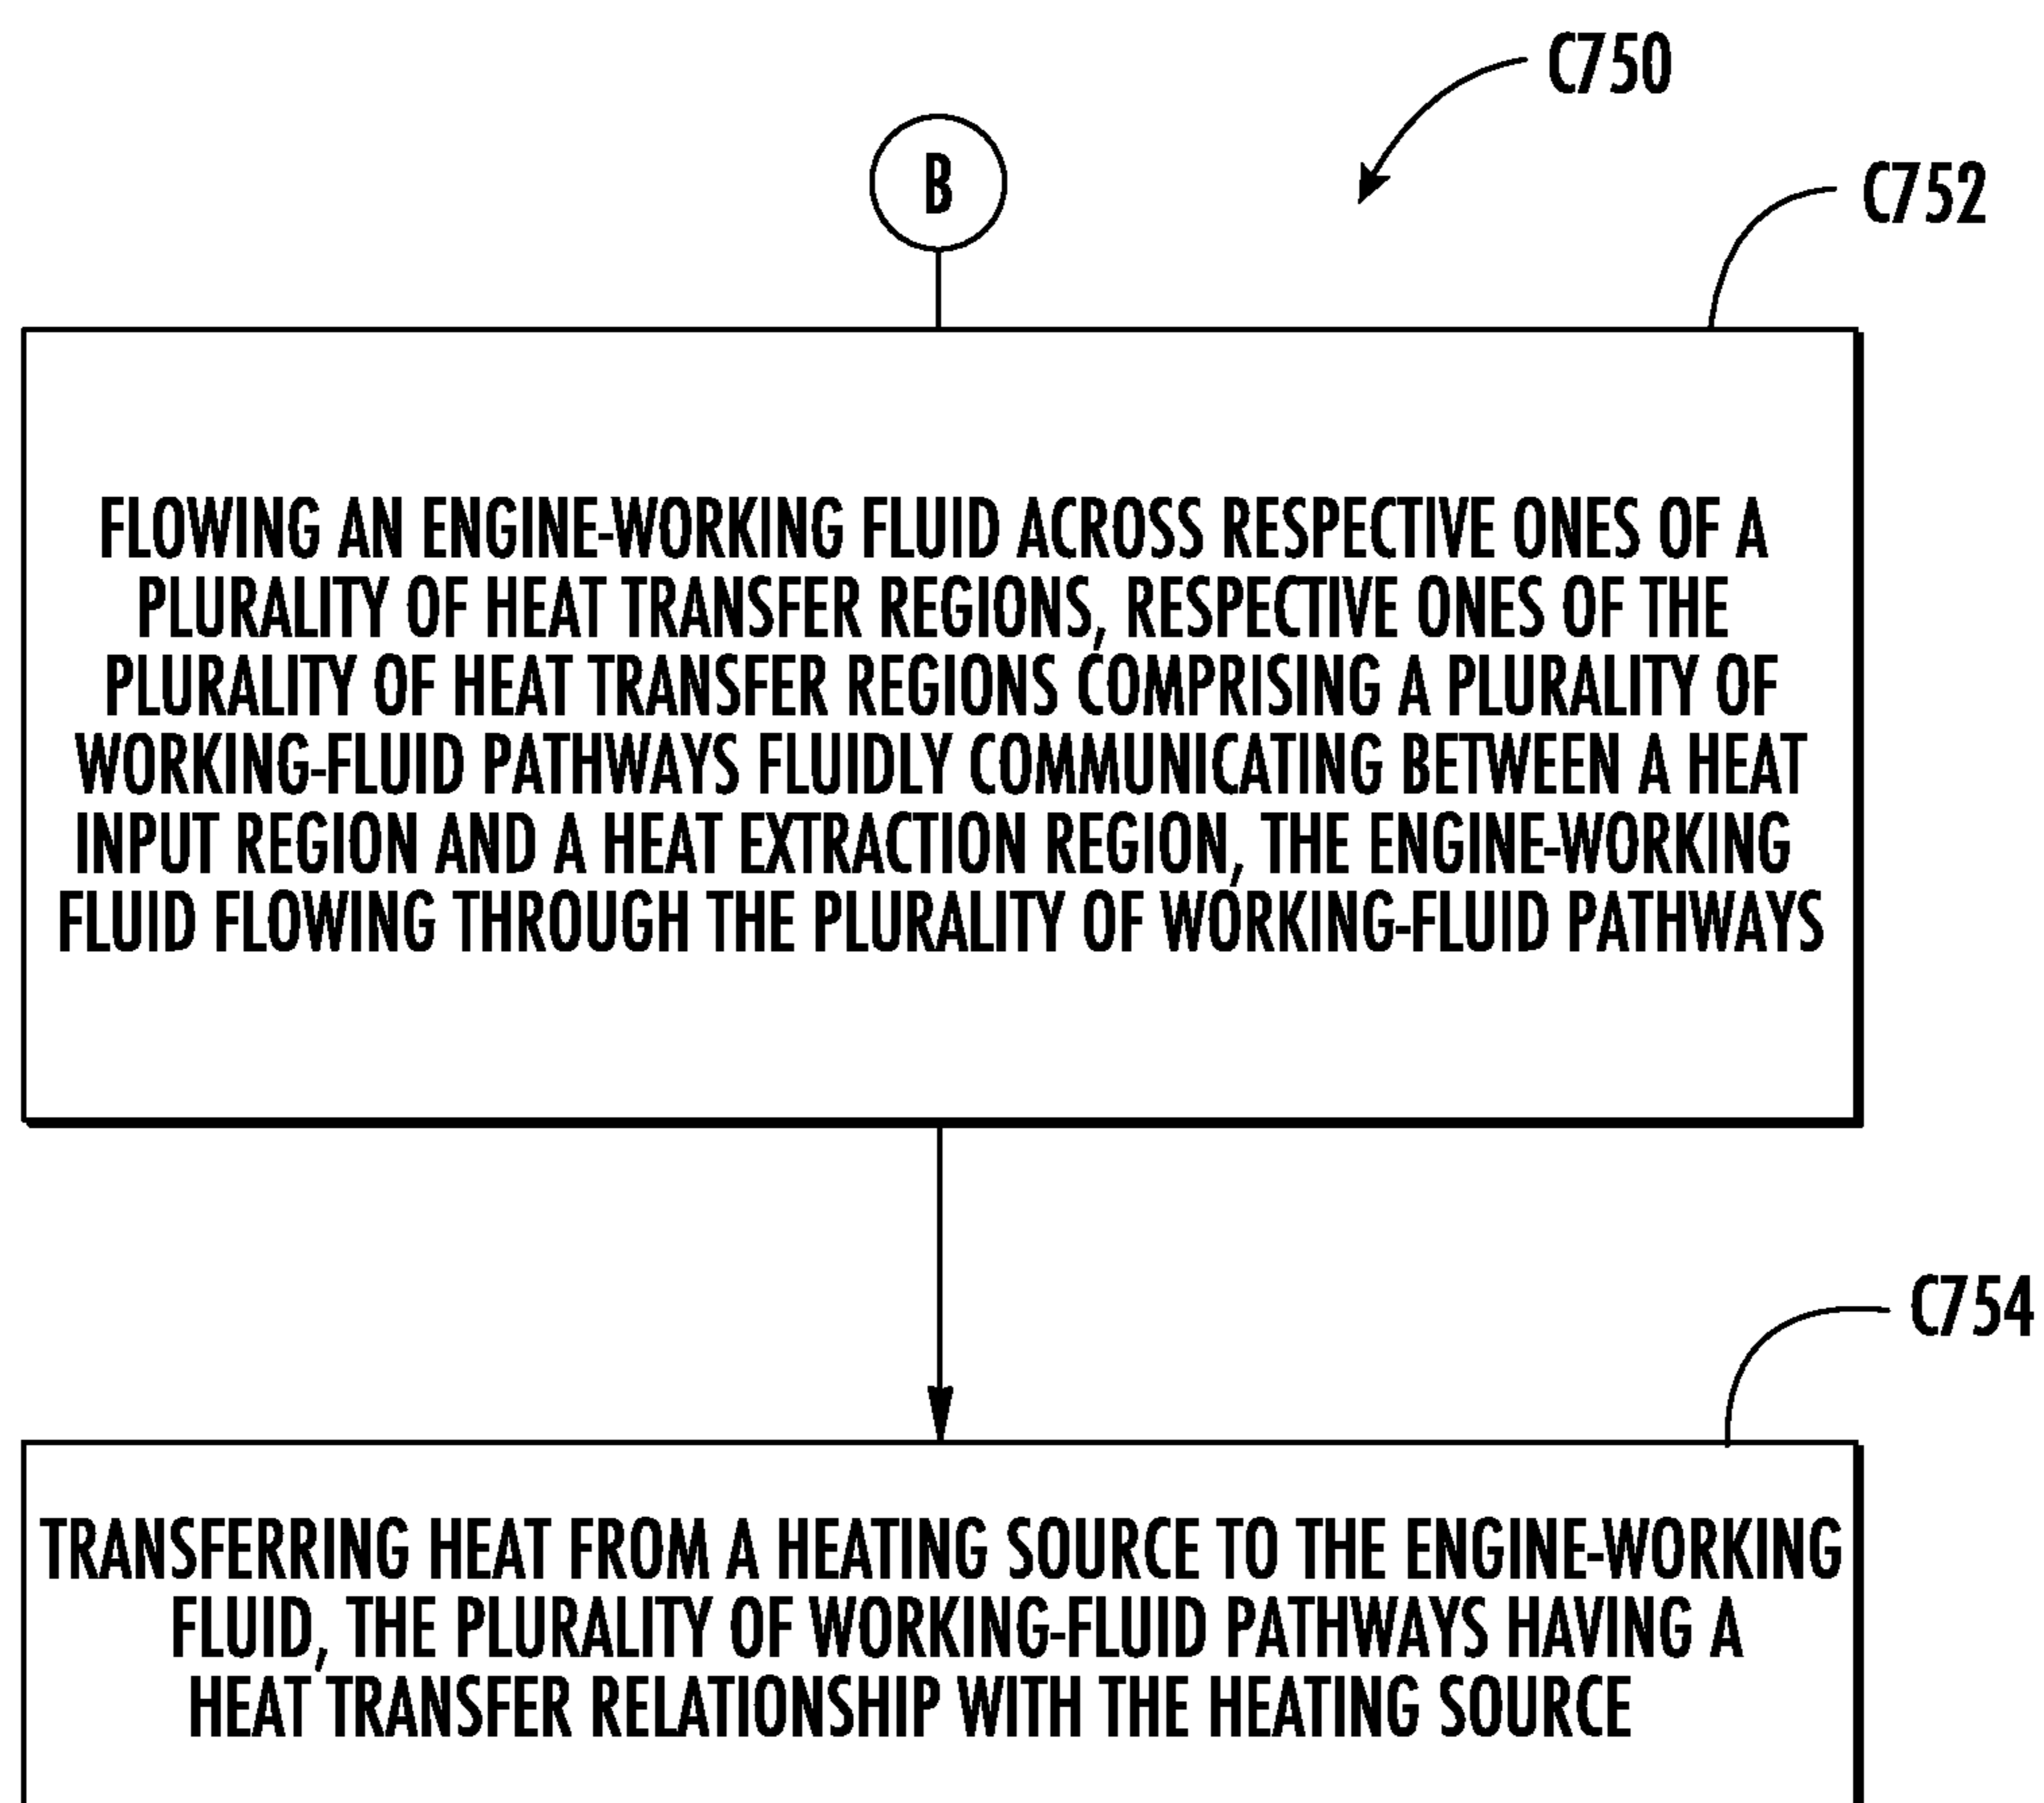 C750
B
C752
FLOWING AN ENGINE-WORKING FLUID ACROSS RESPECTIVE ONES OF A
PLURALITY OF HEAT TRANSFER REGIONS, RESPECTIVE ONES OF THE
PLURALITY OF HEAT TRANSFER REGIONS COMPRISING A PLURALITY OF
WORKING-FLUID PATHWAYS FLUIDLY COMMUNICATING BETWEEN A HEAT
INPUT REGION AND A HEAT EXTRACTION REGION, THE ENGINE-WORKING
FLUID FLOWING THROUGH THE PLURALITY OF WORKING-FLUID PATHWAYS
C754
TRANSFERRING HEAT FROM A HEATING SOURCE TO THE ENGINE-WORKING
FLUID, THE PLURALITY OF WORKING-FLUID PATHWAYS HAVING A
HEAT TRANSFER RELATIONSHIP WITH THE HEATING SOURCE